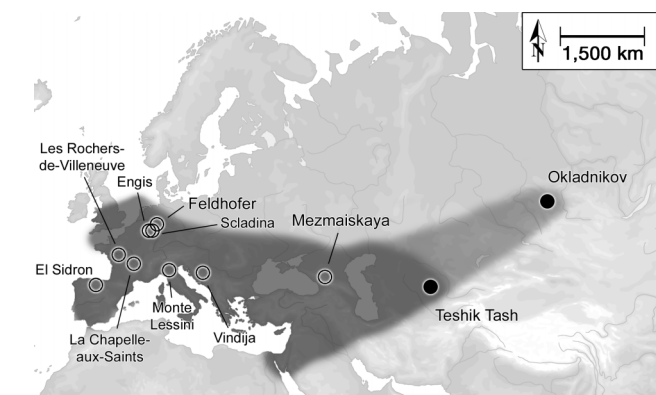 N
1,500 km
Les Rochers-
de-Villeneuve
Engis
Feldhofer
Scladina
Mezmaiskaya
Okladnikov
El Sidron
Teshik Tash
Monte
Lessini
Vindija
La Chapelle-
aux-Saints